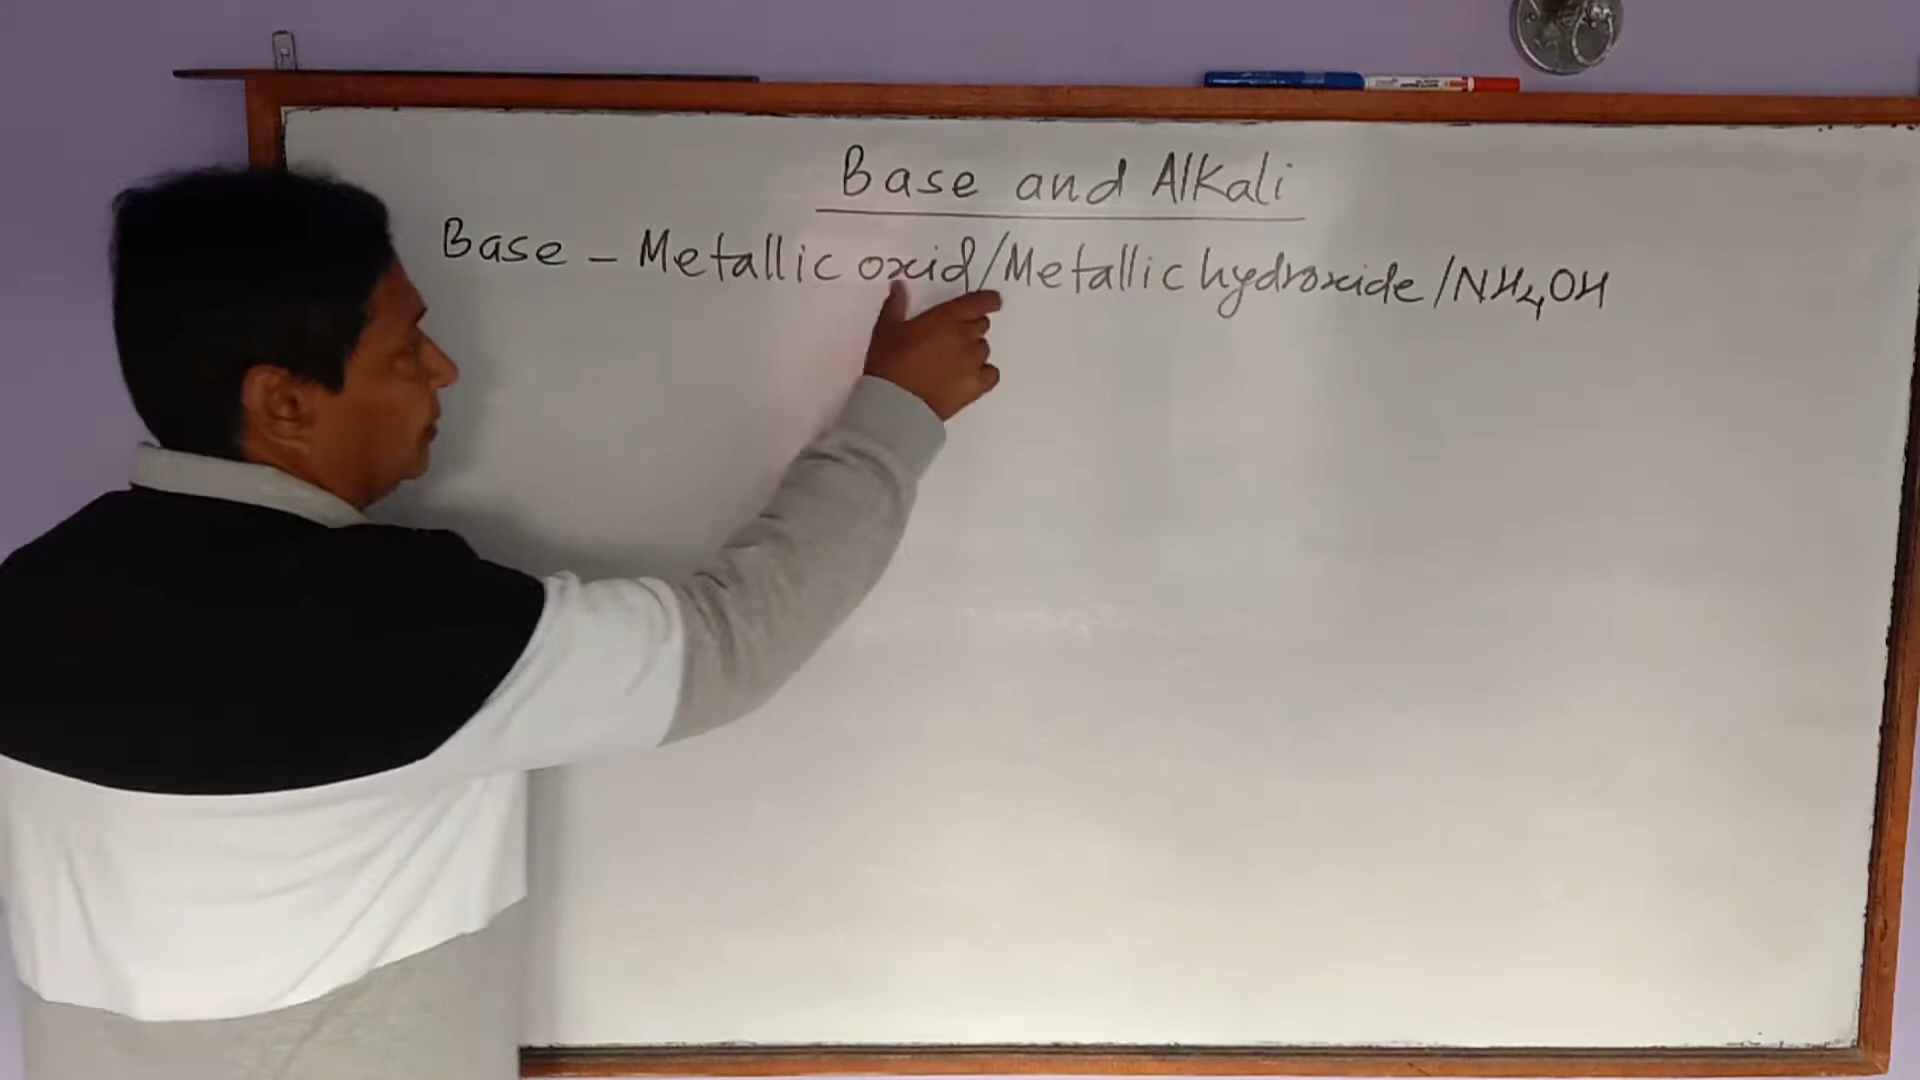 Base and Alkali
Base - Metallic oxid/Metallic hydroxide/NH₄OH